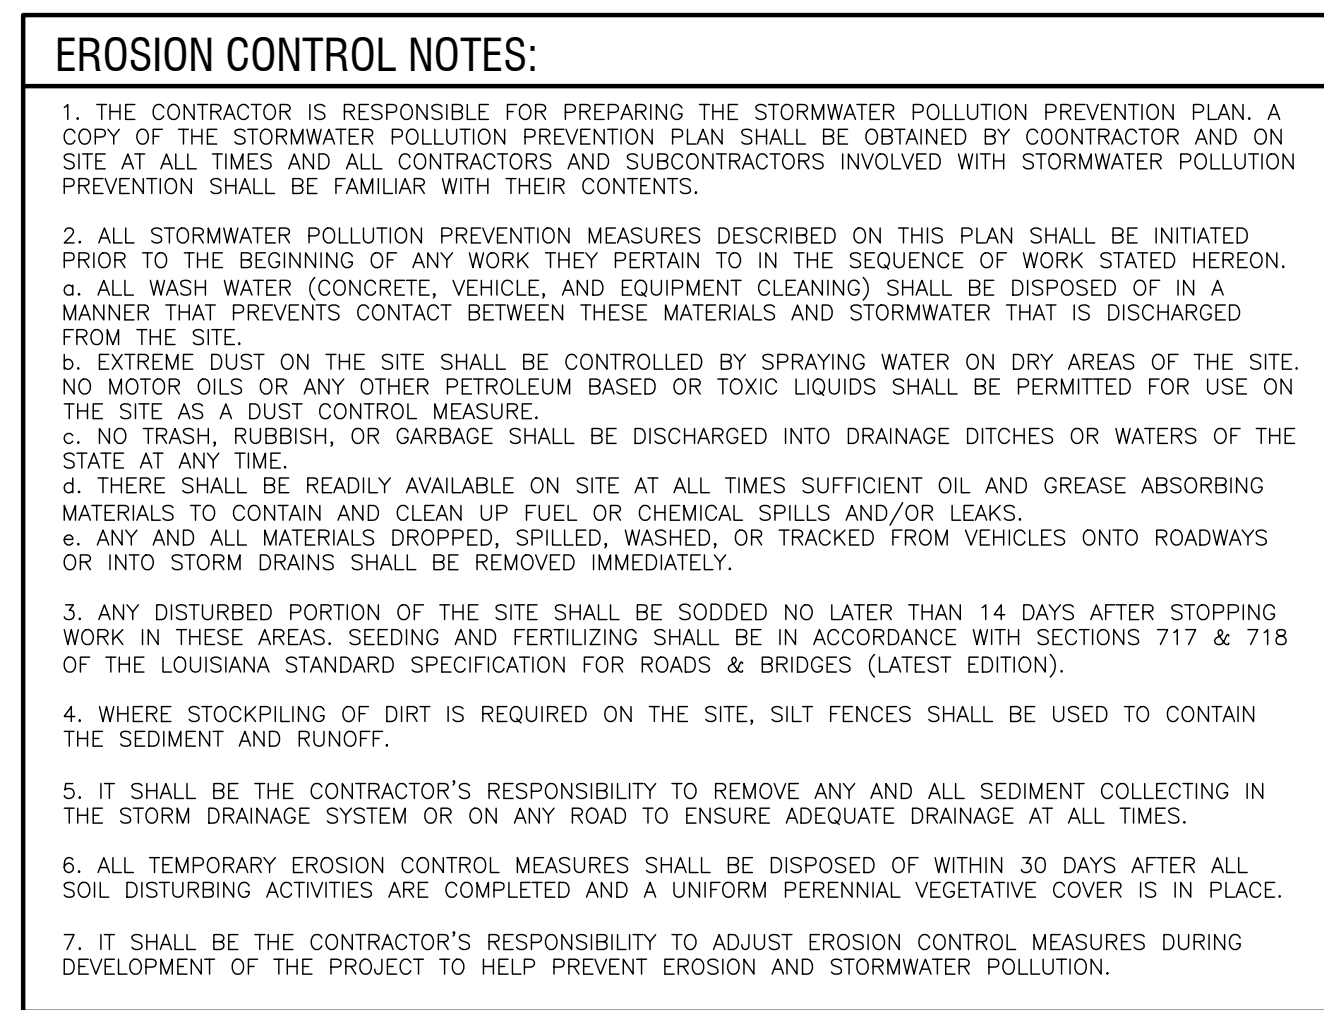 EROSION CONTROL NOTES:
1. THE CONTRACTOR IS RESPONSIBLE FOR PREPARING THE STORMWATER POLLUTION PREVENTION PLAN. A
COPY OF THE STORMWATER POLLUTION PREVENTION PLAN SHALL BE OBTAINED BY COONTRACTOR AND ON
SITE AT ALL TIMES AND ALL CONTRACTORS AND SUBCONTRACTORS INVOLVED WITH STORMWATER POLLUTION
PREVENTION SHALL BE FAMILIAR WITH THEIR CONTENTS.
2. ALL STORMWATER POLLUTION PREVENTION MEASURES DESCRIBED ON THIS PLAN SHALL BE INITIATED
PRIOR TO THE BEGINNING OF ANY WORK THEY PERTAIN TO IN THE SEQUENCE OF WORK STATED HEREON.
a. ALL WASH WATER (CONCRETE, VEHICLE, AND EQUIPMENT CLEANING) SHALL BE DISPOSED OF IN A
MANNER THAT PREVENTS CONTACT BETWEEN THESE MATERIALS AND STORMWATER THAT IS DISCHARGED
FROM THE SITE.
b. EXTREME DUST ON THE SITE SHALL BE CONTROLLED BY SPRAYING WATER ON DRY AREAS OF THE SITE.
NO MOTOR OILS OR ANY OTHER PETROLEUM BASED OR TOXIC LIQUIDS SHALL BE PERMITTED FOR USE ON
THE SITE AS A DUST CONTROL MEASURE.
c. NO TRASH, RUBBISH, OR GARBAGE SHALL BE DISCHARGED INTO DRAINAGE DITCHES OR WATERS OF THE
STATE AT ANY TIME.
d. THERE SHALL BE READILY AVAILABLE ON SITE AT ALL TIMES SUFFICIENT OIL AND GREASE ABSORBING
MATERIALS TO CONTAIN AND CLEAN UP FUEL OR CHEMICAL SPILLS AND/OR LEAKS.
e. ANY AND ALL MATERIALS DROPPED, SPILLED, WASHED, OR TRACKED FROM VEHICLES ONTO ROADWAYS
OR INTO STORM DRAINS SHALL BE REMOVED IMMEDIATELY.
3. ANY DISTURBED PORTION OF THE SITE SHALL BE SODDED NO LATER THAN 14 DAYS AFTER STOPPING
WORK IN THESE AREAS. SEEDING AND FERTILIZING SHALL BE IN ACCORDANCE WITH SECTIONS 717 & 718
OF THE LOUISIANA STANDARD SPECIFICATION FOR ROADS & BRIDGES (LATEST EDITION).
4. WHERE STOCKPILING OF DIRT IS REQUIRED ON THE SITE, SILT FENCES SHALL BE USED TO CONTAIN
THE SEDIMENT AND RUNOFF.
5. IT SHALL BE THE CONTRACTOR'S RESPONSIBILITY TO REMOVE ANY AND ALL SEDIMENT COLLECTING IN
THE STORM DRAINAGE SYSTEM OR ON ANY ROAD TO ENSURE ADEQUATE DRAINAGE AT ALL TIMES.
6. ALL TEMPORARY EROSION CONTROL MEASURES SHALL BE DISPOSED OF WITHIN 30 DAYS AFTER ALL
SOIL DISTURBING ACTIVITIES ARE COMPLETED AND A UNIFORM PERENNIAL VEGETATIVE COVER IS IN PLACE.
7. IT SHALL BE THE CONTRACTOR'S RESPONSIBILITY TO ADJUST EROSION CONTROL MEASURES DURING
DEVELOPMENT OF THE PROJECT TO HELP PREVENT EROSION AND STORMWATER POLLUTION.